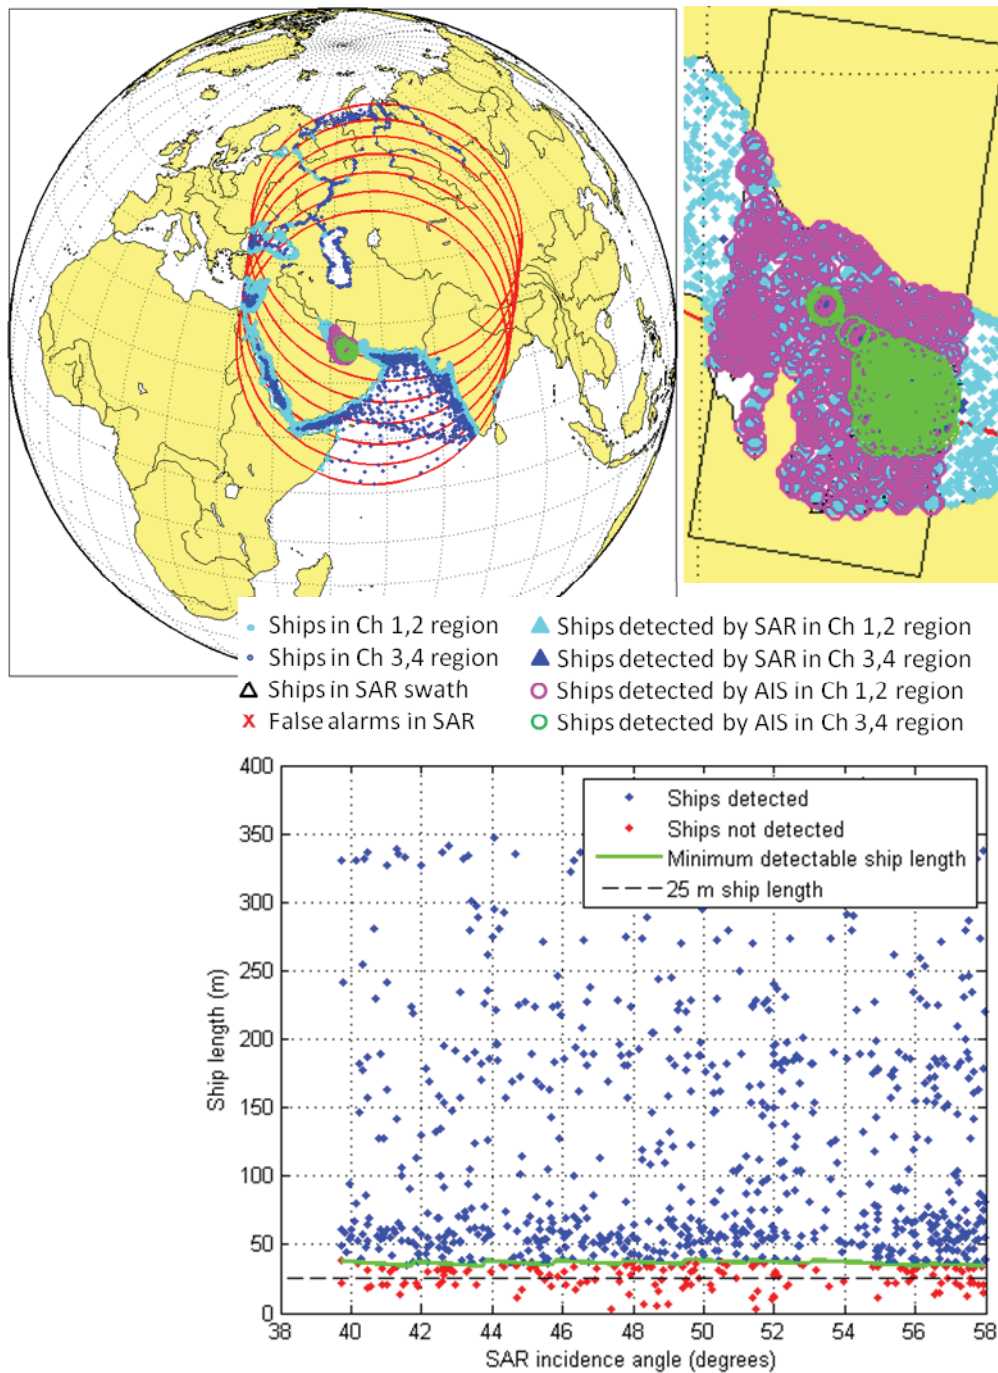 Ships in Ch 1,2 region
Ships detected by SAR in Ch 1,2 region
Ships in Ch 3,4 region
Ships detected by SAR in Ch 3,4 region
Ships in SAR swath
Ships detected by AIS in Ch 1,2 region
False alarms in SAR
Ships detected by AIS in Ch 3,4 region
400
350
300
250
200
150
100
50
0
Ship length (m)
Ships detected
Ships not detected
Minimum detectable ship length
25 m ship length
38 40 42 44 46 48 50 52 54 56 58
SAR incidence angle (degrees)